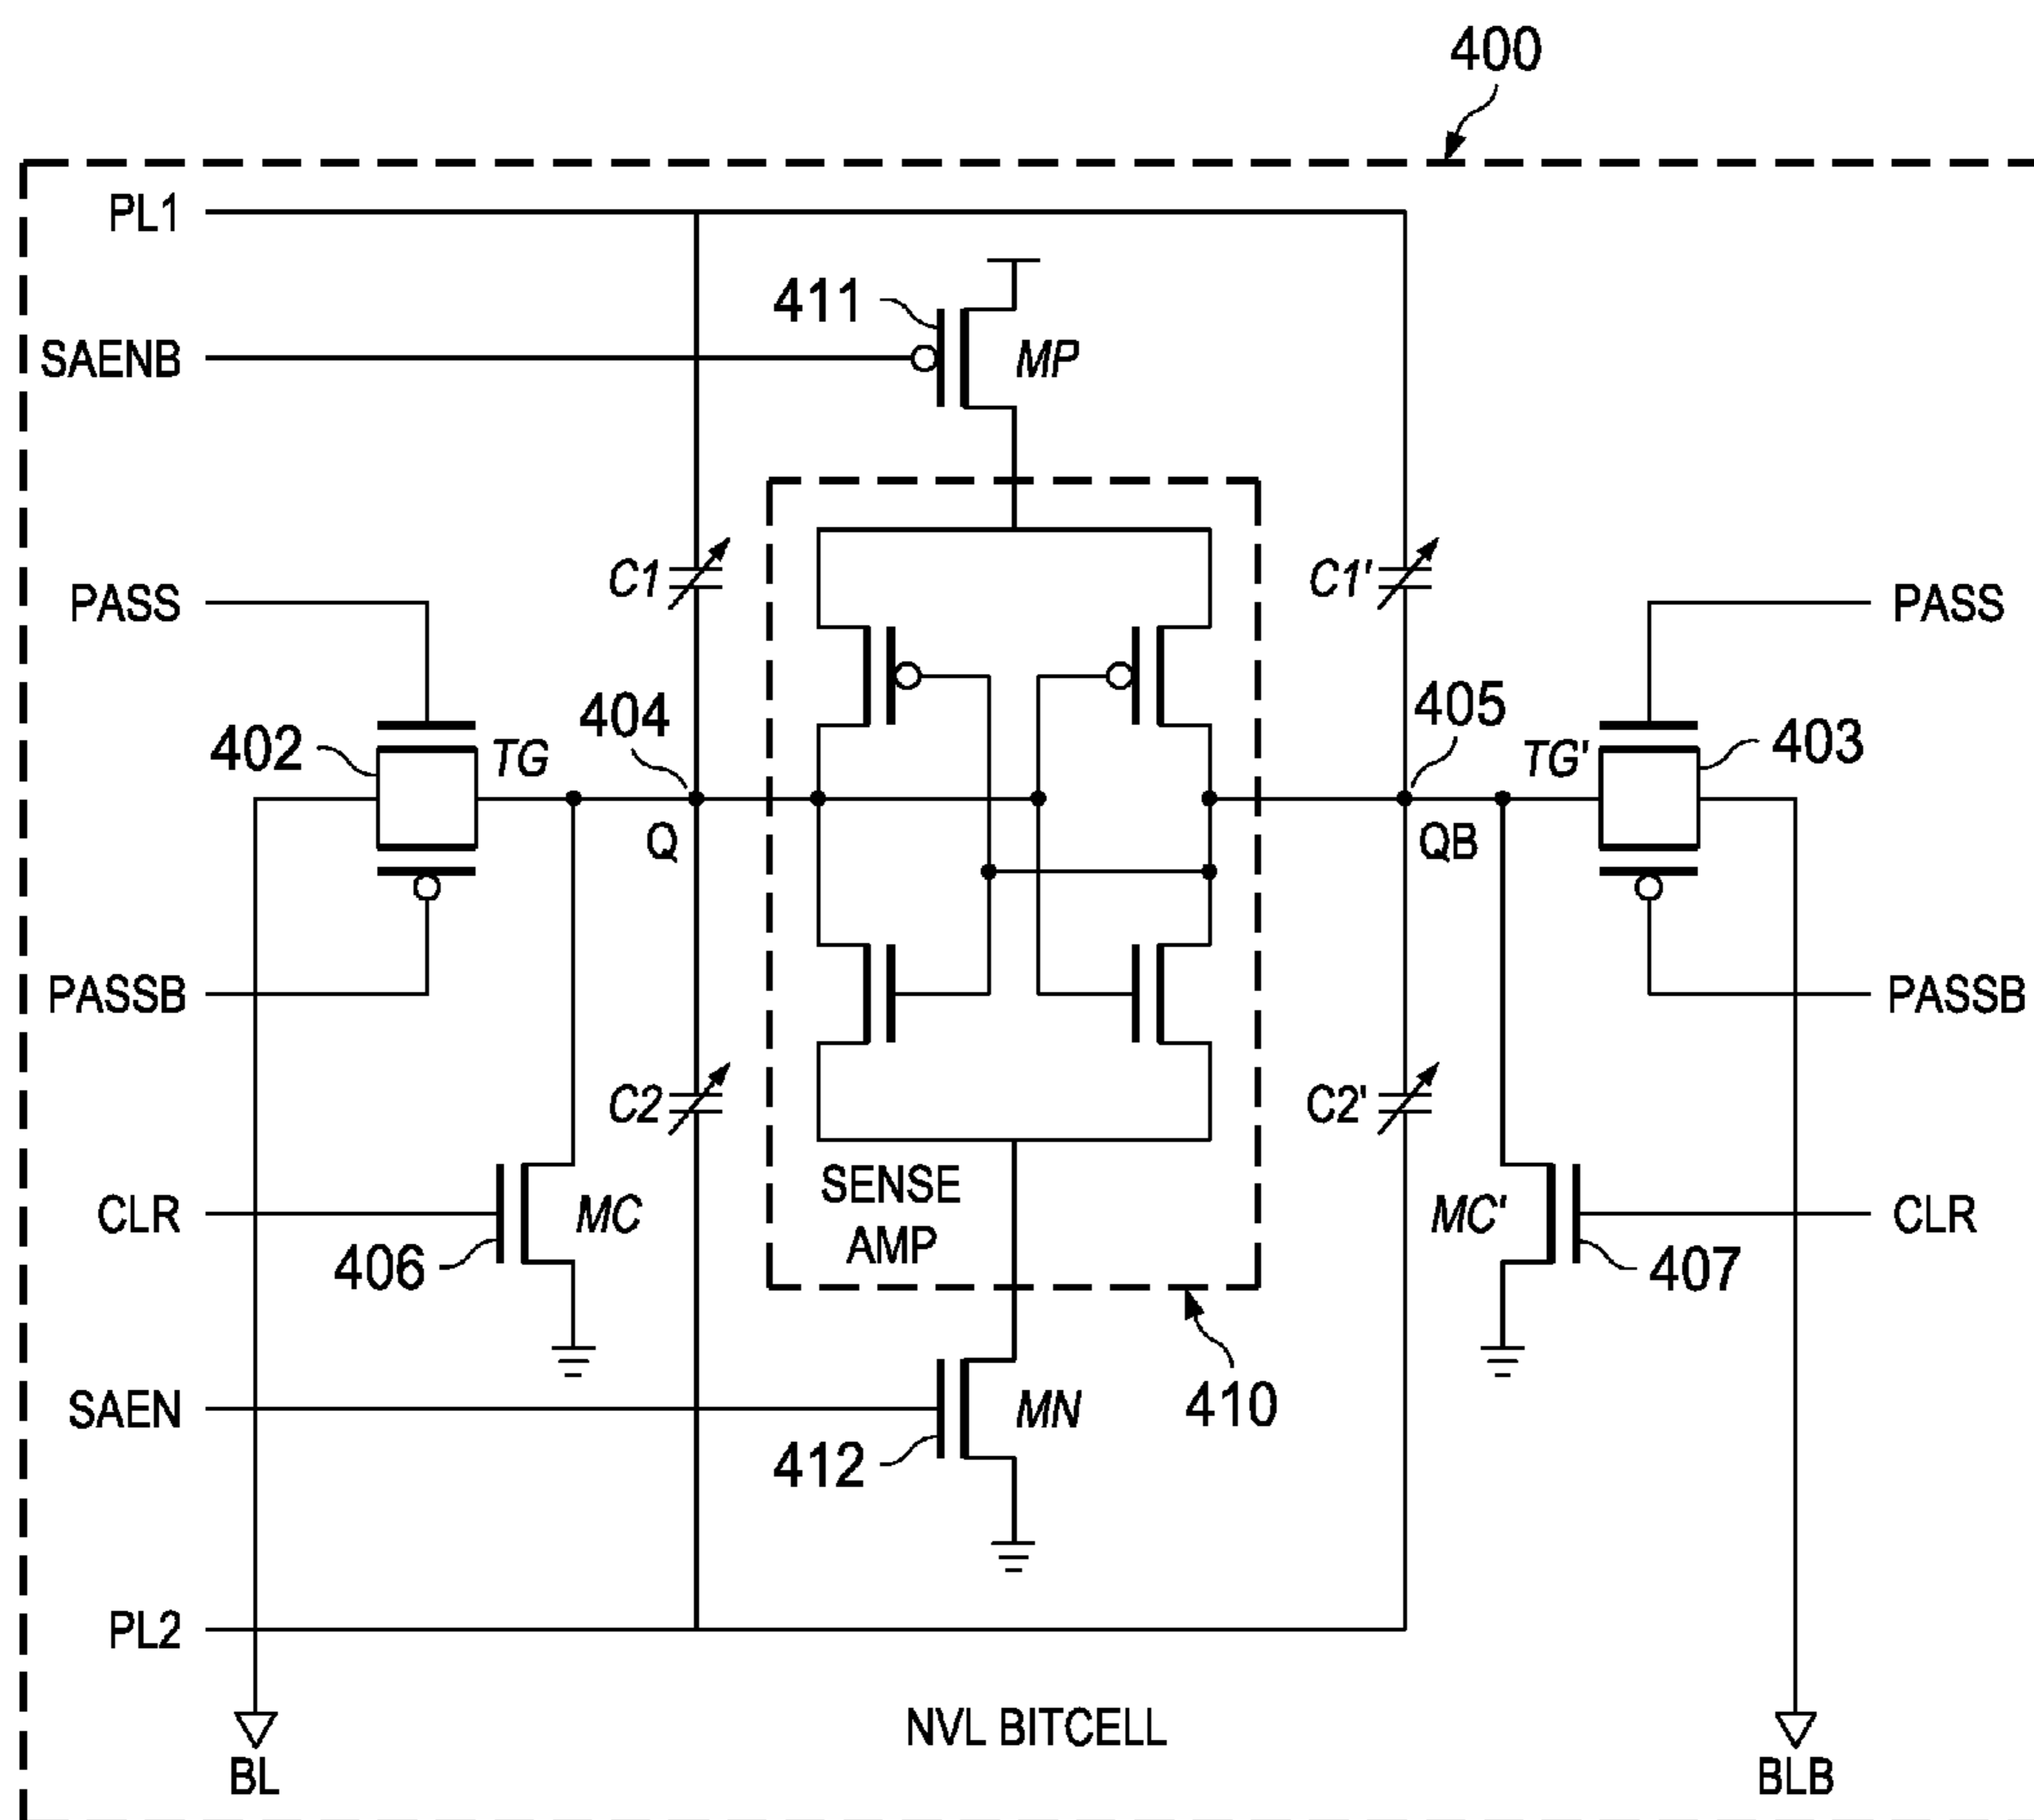 400
PL1
411
SAENB
MP
C1
C1'
PASS
PASS
404
405
402
TG
TG'
403
Q
QB
PASSB
PASSB
C2
C2'
SENSE
AMP
CLR
MC
MC'
CLR
406
407
SAEN
MN
410
412
PL2
NVL BITCELL
BL
BLB